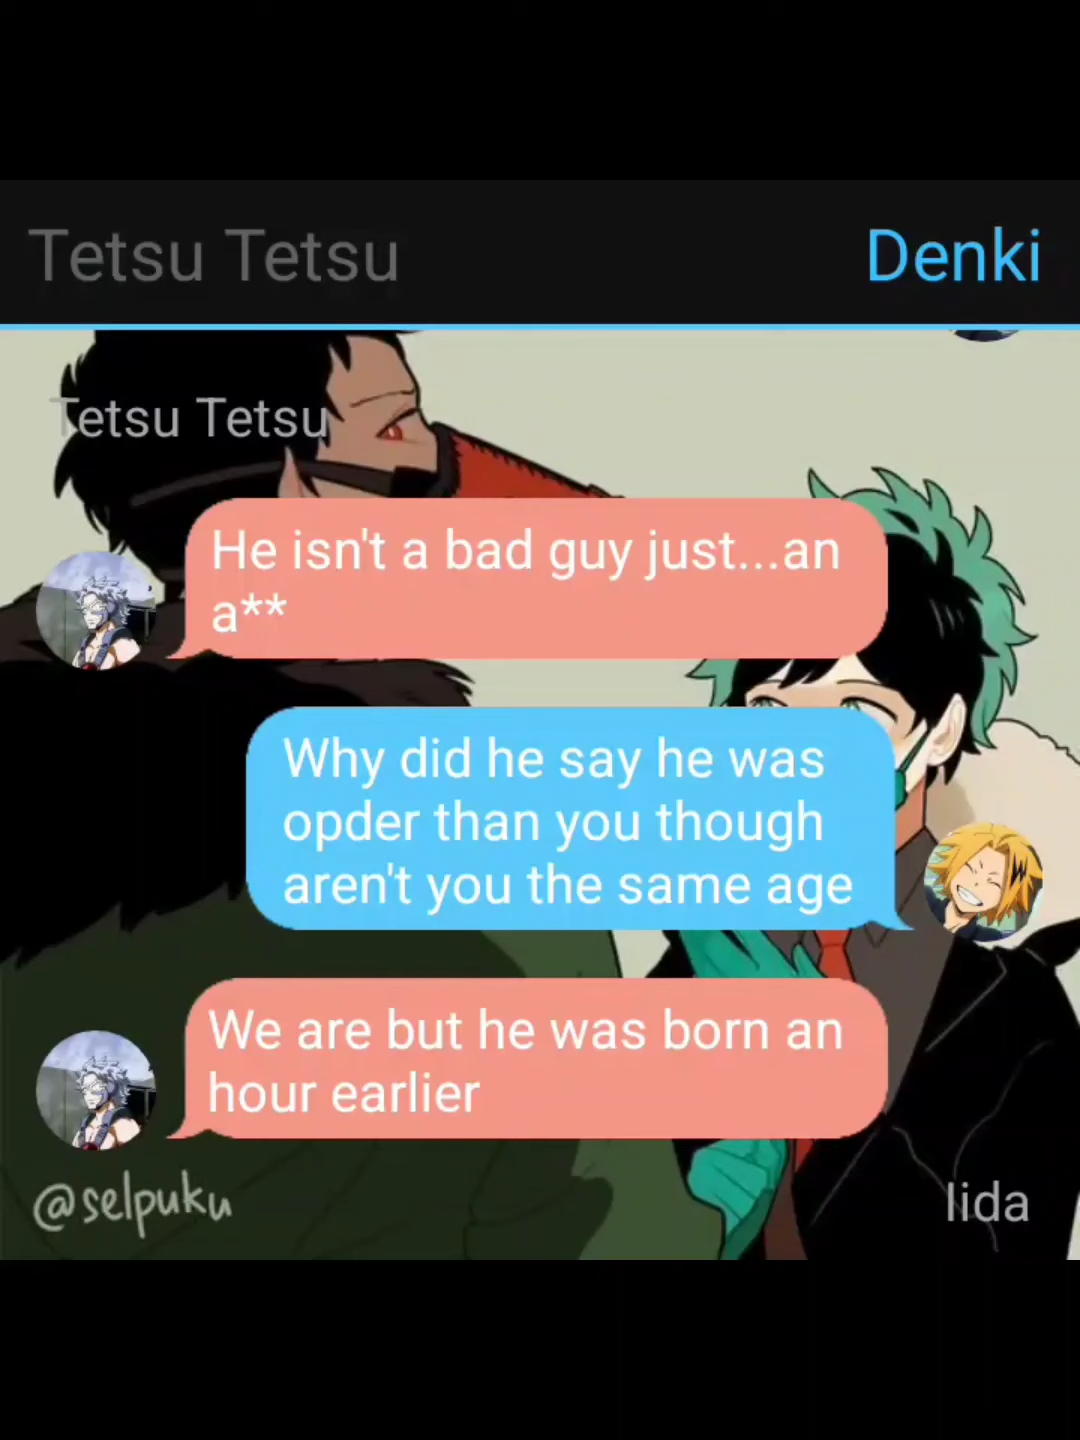 Tetsu Tetsu
Denki
Tetsu Tetsu
He isn't a bad guy just...an
a**
Why did he say he was
opder than you though
aren't you the same age
We are but he was born an
hour earlier
@selpuku
Iida